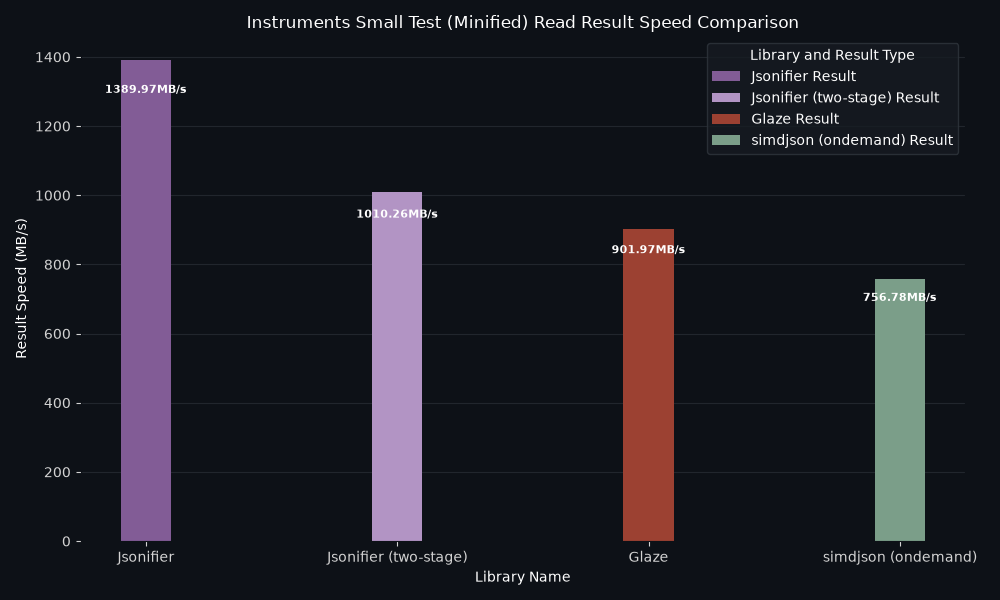 Instruments Small Test (Minified) Read Result Speed Comparison
Library and Result Type
Jsonifier Result
Jsonifier (two-stage) Result
Glaze Result
simdjson (ondemand) Result
Result Speed (MB/s)
1400
1200
1000
800
600
400
200
0
1389.97MB/s
1010.26MB/s
901.97MB/s
756.78MB/s
Jsonifier
Jsonifier (two-stage)
Glaze
simdjson (ondemand)
Library Name